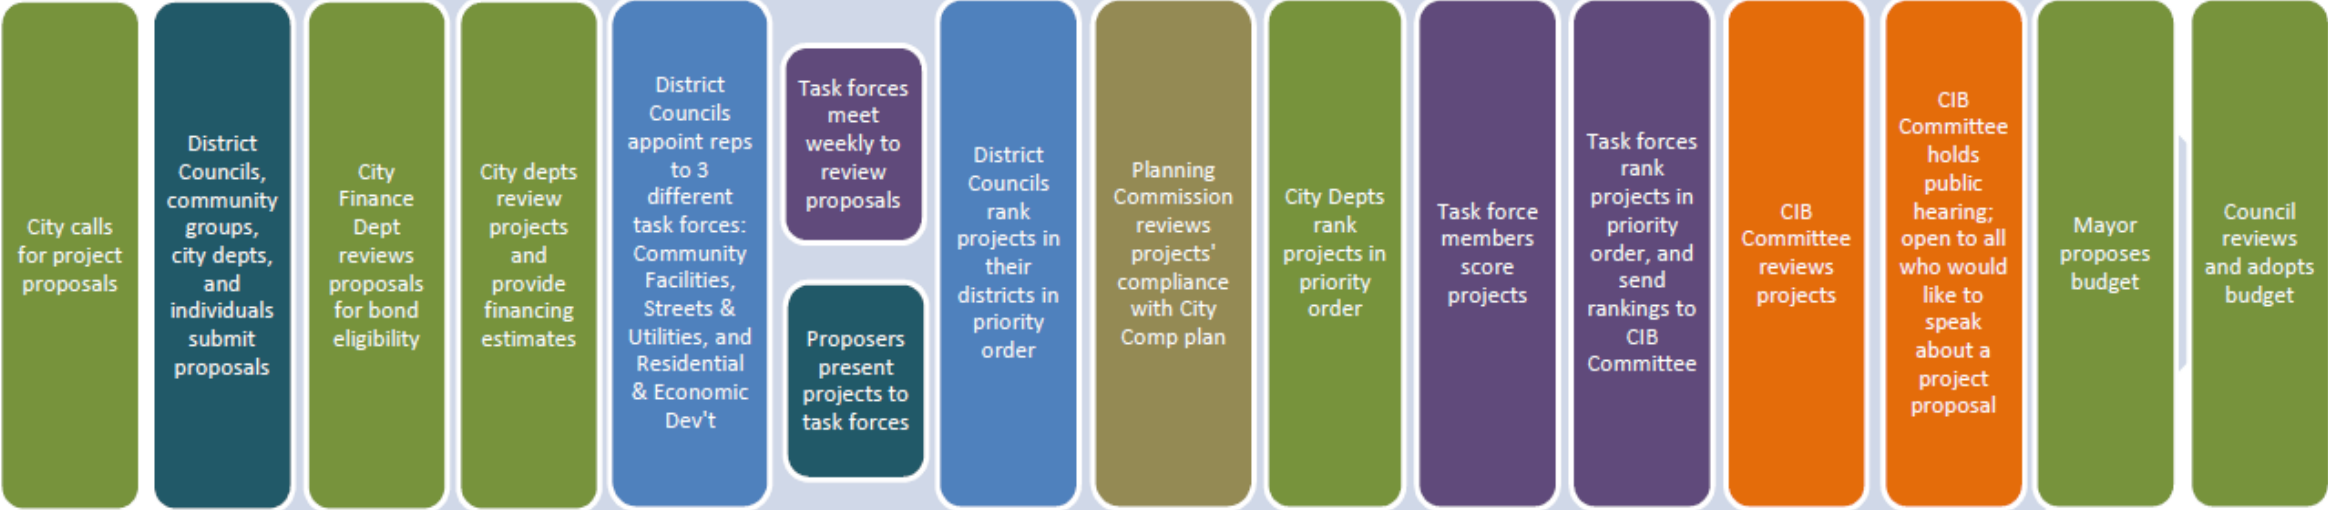 City calls
for project
proposals
District
Councils,
community
groups,
city depts,
and
individuals
submit
proposals
City
Finance
Dept
reviews
proposals
for bond
eligibility
City depts
review
projects
and
provide
financing
estimates
District
Councils
appoint reps
to 3
different
task forces:
Community
Facilities,
Streets &
Utilities, and
Residential
& Economic
Dev't
Task forces
meet
weekly to
review
proposals
Proposers
present
projects to
task forces
District
Councils
rank
projects in
their
districts in
priority
order
Planning
Commission
reviews
projects'
compliance
with City
Comp plan
City Depts
rank
projects in
priority
order
Task force
members
score
projects
Task forces
rank
projects in
priority
order, and
send
rankings to
CIB
Committee
CIB
Committee
reviews
projects
CIB
Committee
holds
public
hearing;
open to all
who would
like to
speak
about a
project
proposal
Mayor
proposes
budget
Council
reviews
and adopts
budget